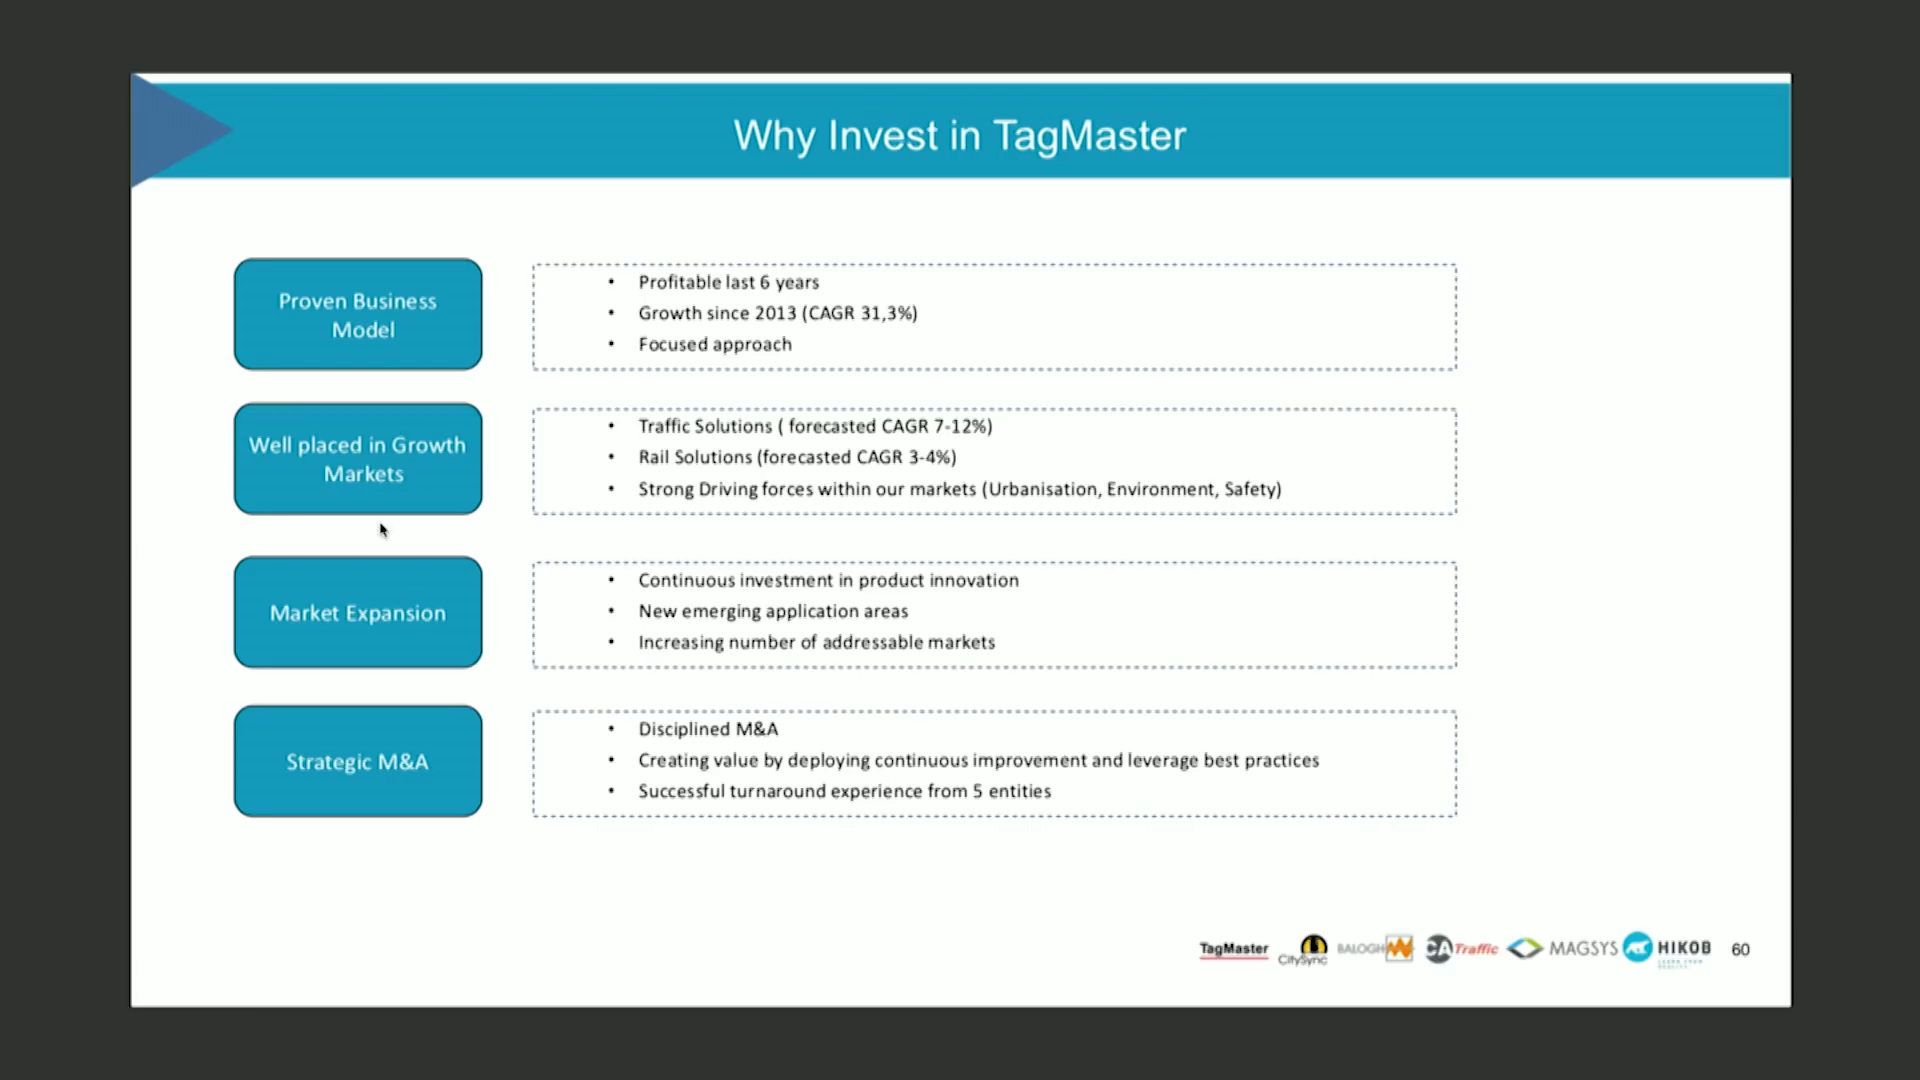 Why Invest in TagMaster
Proven Business
Model
• Profitable last 6 years
• Growth since 2013 (CAGR 31,3%)
• Focused approach
Well placed in Growth
Markets
• Traffic Solutions ( forecasted CAGR 7-12%)
• Rail Solutions (forecasted CAGR 3-4%)
• Strong Driving forces within our markets (Urbanisation, Environment, Safety)
Market Expansion
• Continuous investment in product innovation
• New emerging application areas
• Increasing number of addressable markets
Strategic M&A
• Disciplined M&A
• Creating value by deploying continuous improvement and leverage best practices
• Successful turnaround experience from 5 entities
TagMaster CitySync BALOGH CA Traffic MAGSYS HIKOB 60